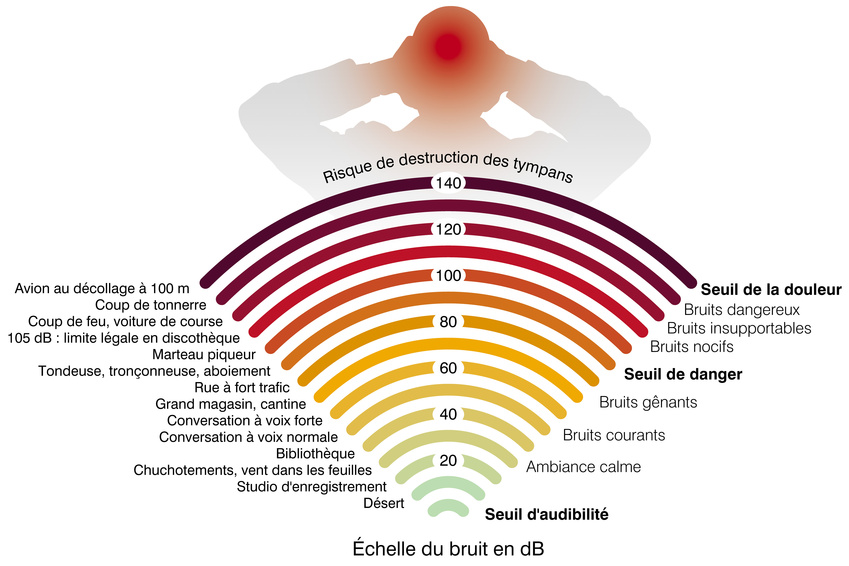 Risque de destruction des tympans
140
120
100
80
60
40
20
Avion au décollage à 100 m
Coup de tonnerre
Coup de feu, voiture de course
105 dB : limite légale en discothèque
Marteau piqueur
Tondeuse, tronçonneuse, aboiement
Rue à fort trafic
Grand magasin, cantine
Conversation à voix forte
Conversation à voix normale
Bibliothèque
Chuchotements, vent dans les feuilles
Studio d'enregistrement
Désert
Seuil de la douleur
Bruits dangereux
Bruits insupportables
Bruits nocifs
Seuil de danger
Bruits gênants
Bruits courants
Ambiance calme
Seuil d'audibilité
Échelle du bruit en dB